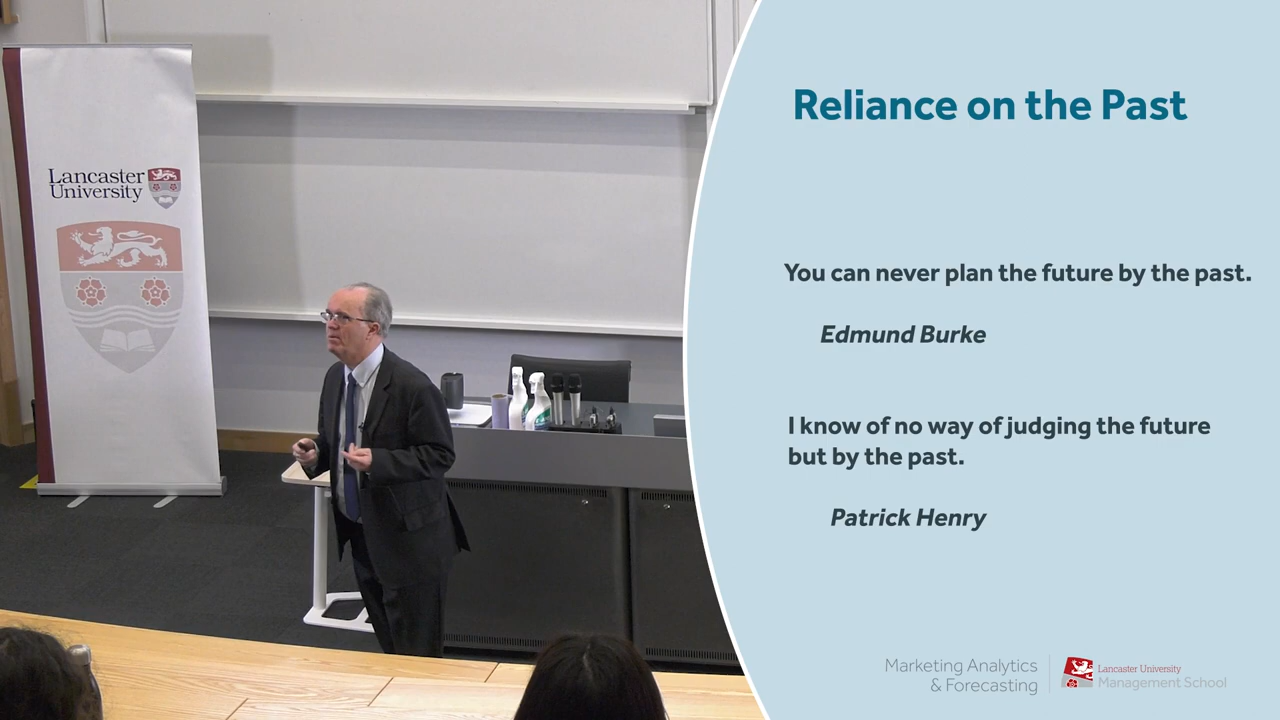 Lancaster
University
Reliance on the Past
You can never plan the future by the past.
Edmund Burke
I know of no way of judging the future
but by the past.
Patrick Henry
Marketing Analytics
& Forecasting
Lancaster University
Management School